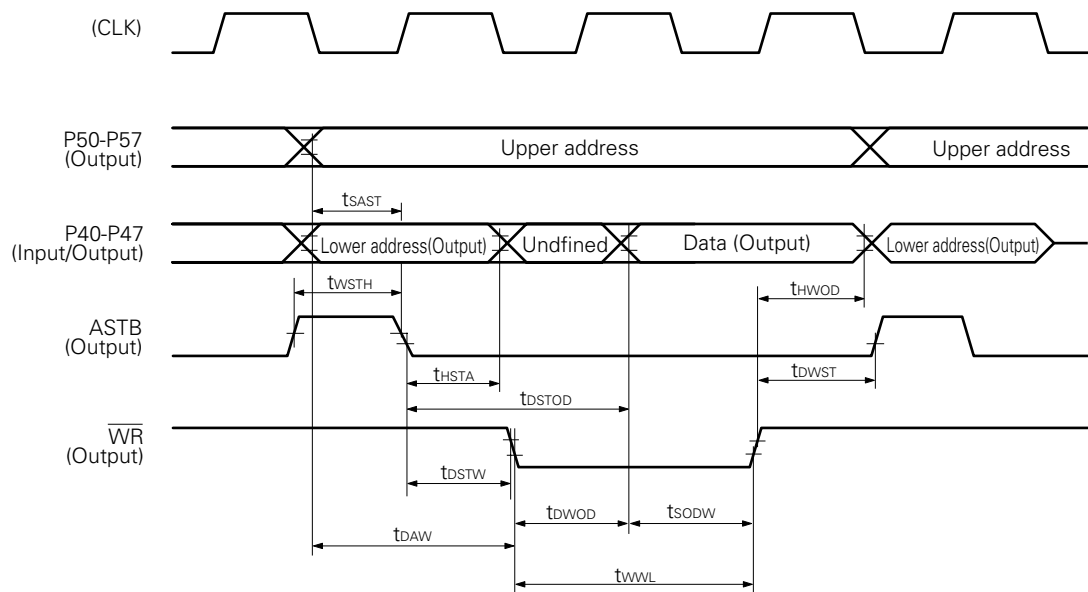 (CLK)
P50-P57
(Output)
Upper address
Upper address
tSAST
P40-P47
(Input/Output)
Lower address(Output)
Undfined
Data (Output)
Lower address(Output)
tWSTH
tHWOD
ASTB
(Output)
tHSTA
tDWST
tDSTOD
WR
(Output)
tDSTW
tDWOD
tSODW
tDAW
tWWL